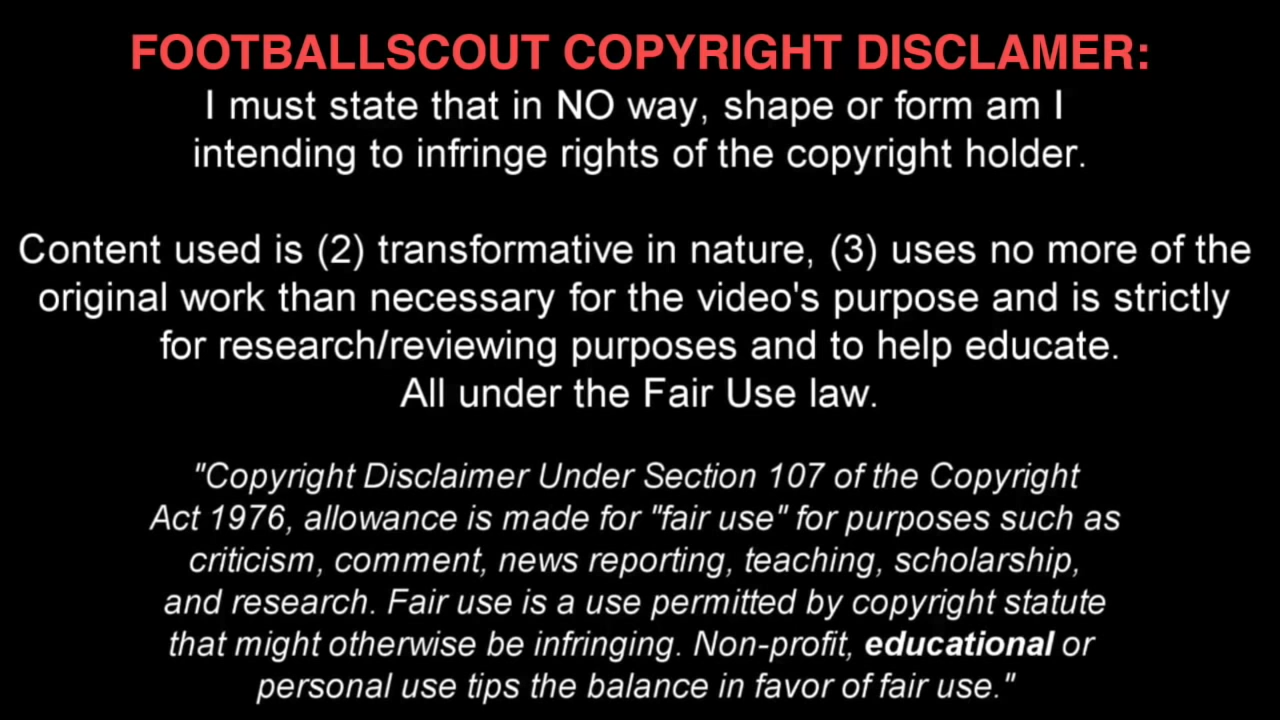 FOOTBALLSCOUT COPYRIGHT DISCLAMER:
I must state that in NO way, shape or form am I
intending to infringe rights of the copyright holder.
Content used is (2) transformative in nature, (3) uses no more of the
original work than necessary for the video's purpose and is strictly
for research/reviewing purposes and to help educate.
All under the Fair Use law.
"Copyright Disclaimer Under Section 107 of the Copyright
Act 1976, allowance is made for "fair use" for purposes such as
criticism, comment, news reporting, teaching, scholarship,
and research. Fair use is a use permitted by copyright statute
that might otherwise be infringing. Non-profit, educational or
personal use tips the balance in favor of fair use."